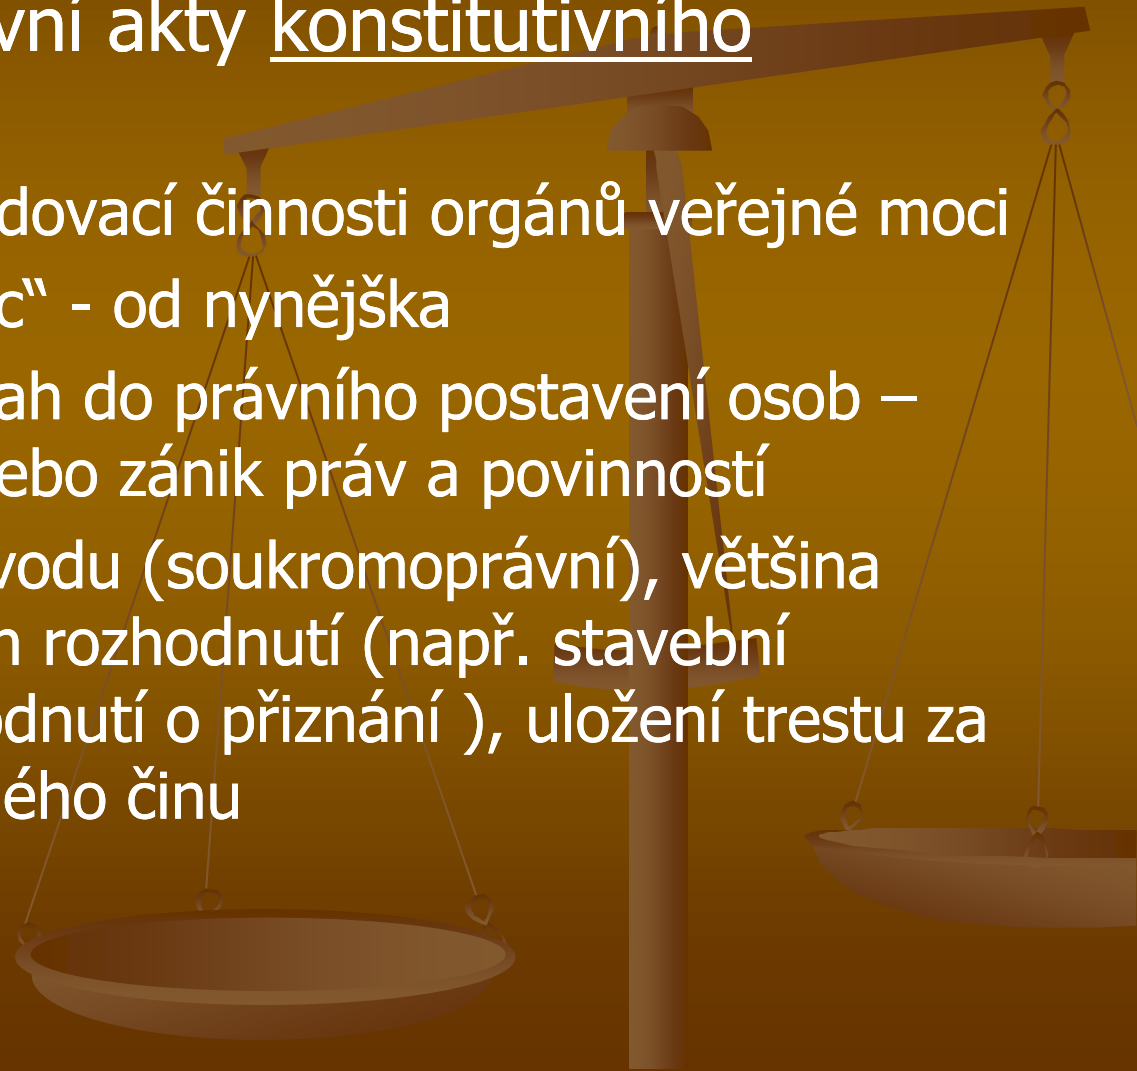 vní akty konstitutivního
dovací činnosti orgánů veřejné moci
c“ - od nynějška
ah do právního postavení osob –
ebo zánik práv a povinností
vodu (soukromoprávní), většina
h rozhodnutí (např. stavební
odnutí o přiznání ), uložení trestu za
ého činu